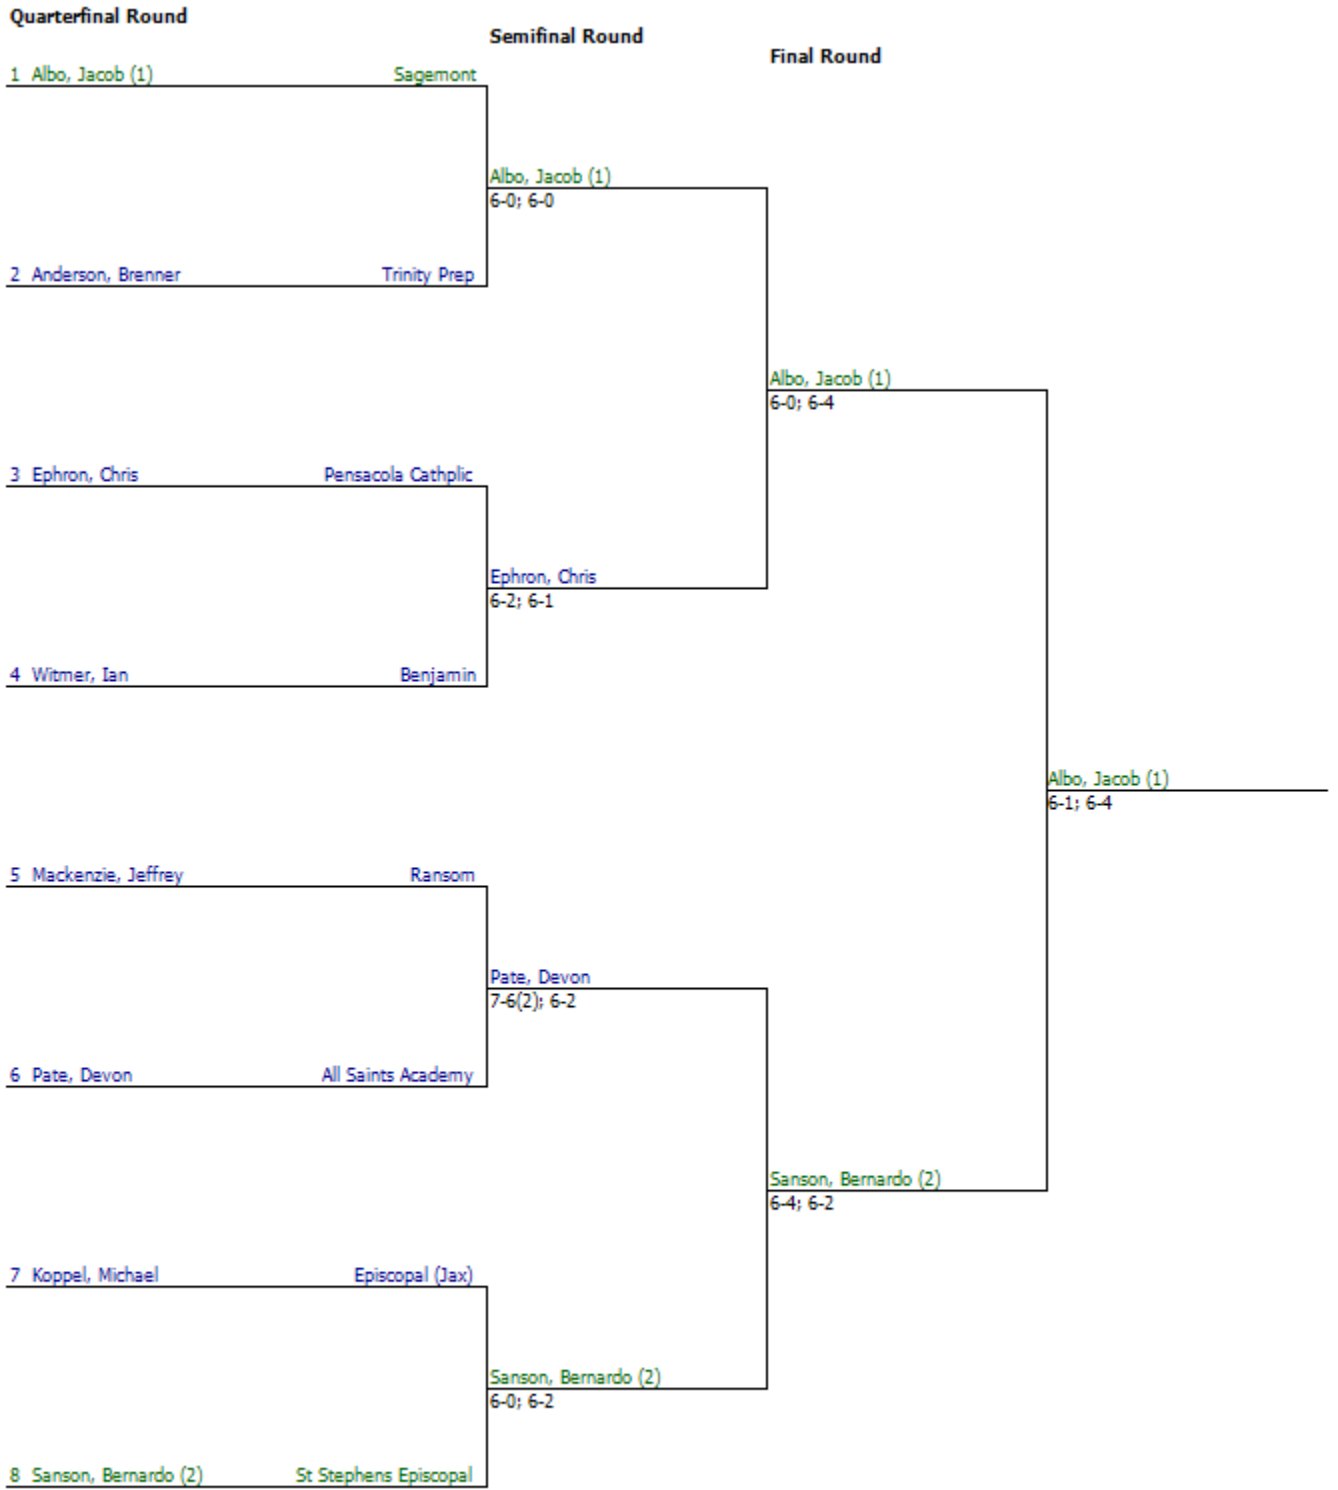 Quarterfinal Round
Semifinal Round
Final Round
1 Albo, Jacob (1) Sagemont
Albo, Jacob (1)
6-0; 6-0
2 Anderson, Brenner Trinity Prep
Albo, Jacob (1)
6-0; 6-4
3 Ephron, Chris Pensacola Cathplic
Ephron, Chris
6-2; 6-1
4 Witmer, Ian Benjamin
Albo, Jacob (1)
6-1; 6-4
5 Mackenzie, Jeffrey Ransom
Pate, Devon
7-6(2); 6-2
6 Pate, Devon All Saints Academy
Sanson, Bernardo (2)
6-4; 6-2
7 Koppel, Michael Episcopal (Jax)
Sanson, Bernardo (2)
6-0; 6-2
8 Sanson, Bernardo (2) St Stephens Episcopal